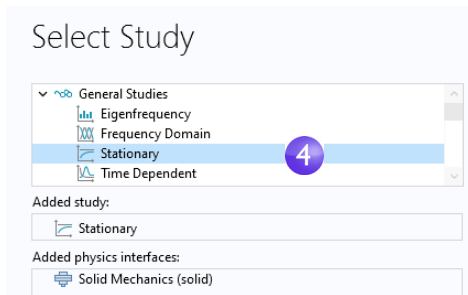 Select Study
General Studies
Eigenfrequency
Frequency Domain
Stationary
4
Time Dependent
Added study:
Stationary
Added physics interfaces:
Solid Mechanics (solid)